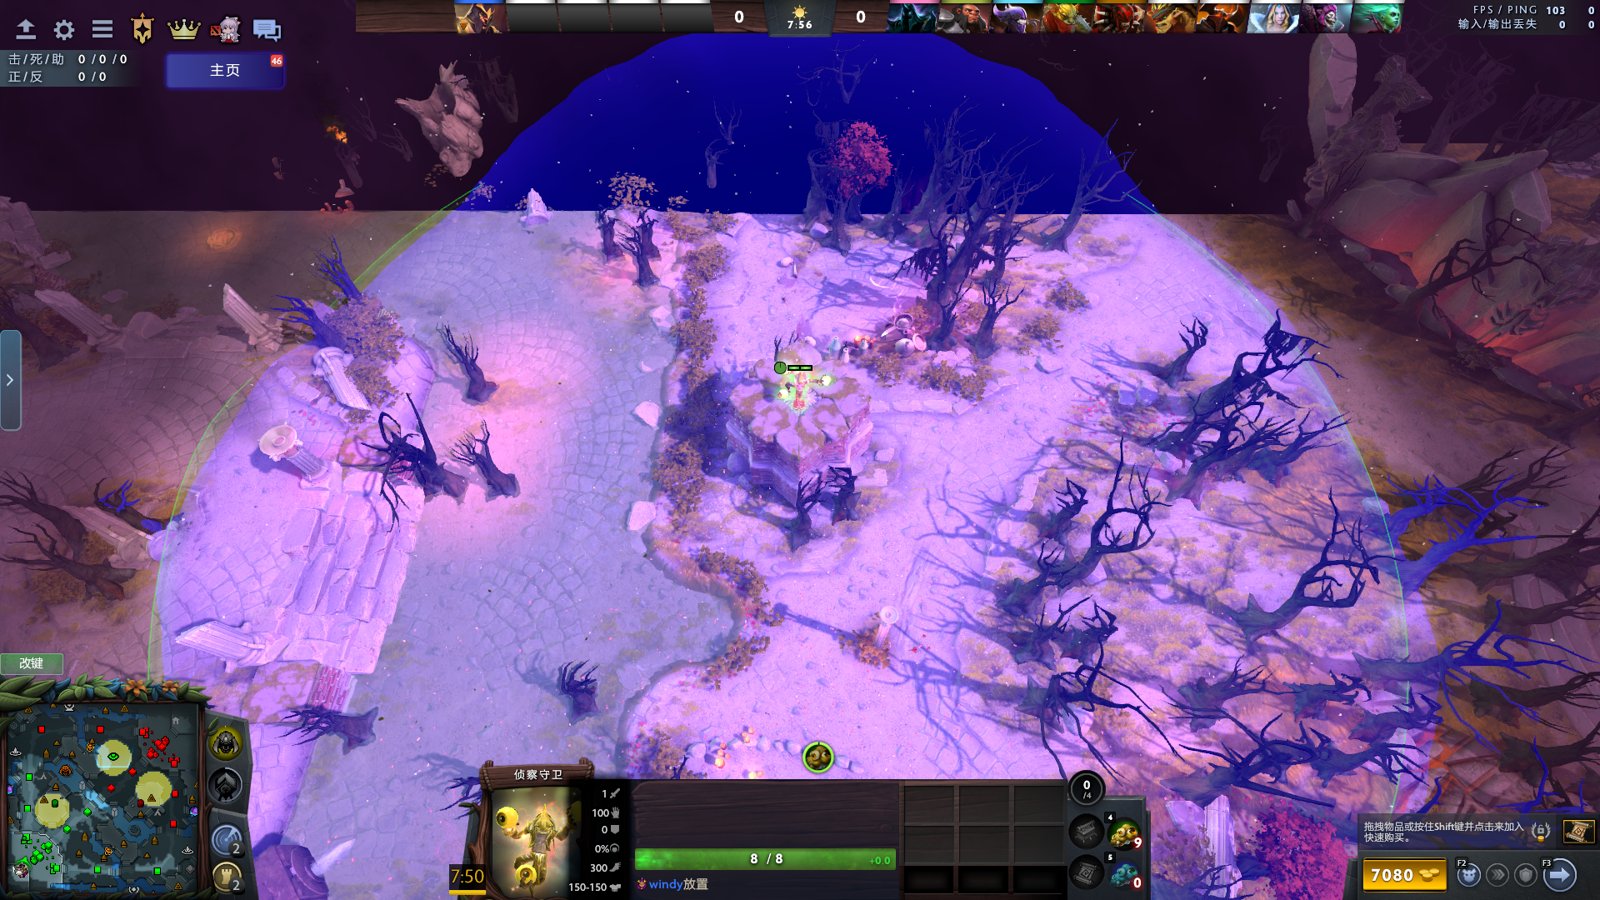 0
7:56
0
FPS / PING 103 0
输入/输出丢失 0 0
击/死/助 0 / 0 / 0
正/反 0 / 0
主页
46
改键
2
2
侦察守卫
1
100
0
0%
300
150-150
7:50
8 / 8
+0.0
windy放置
0
/4
4
9
5
0
拖拽物品或按住Shift键并点击来加入
快速购买。
7080
F2
F3